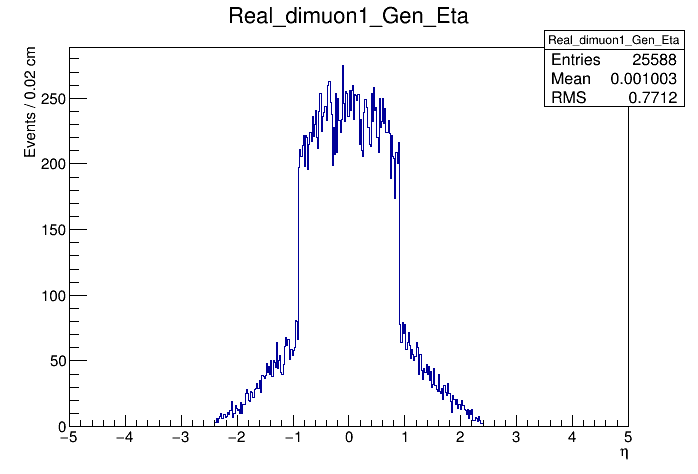 Real_dimuon1_Gen_Eta
Real_dimuon1_Gen_Eta
Entries 25588
Mean 0.001003
RMS 0.7712
Events / 0.02 cm
250
200
150
100
50
0
−5 −4 −3 −2 −1 0 1 2 3 4 5
η